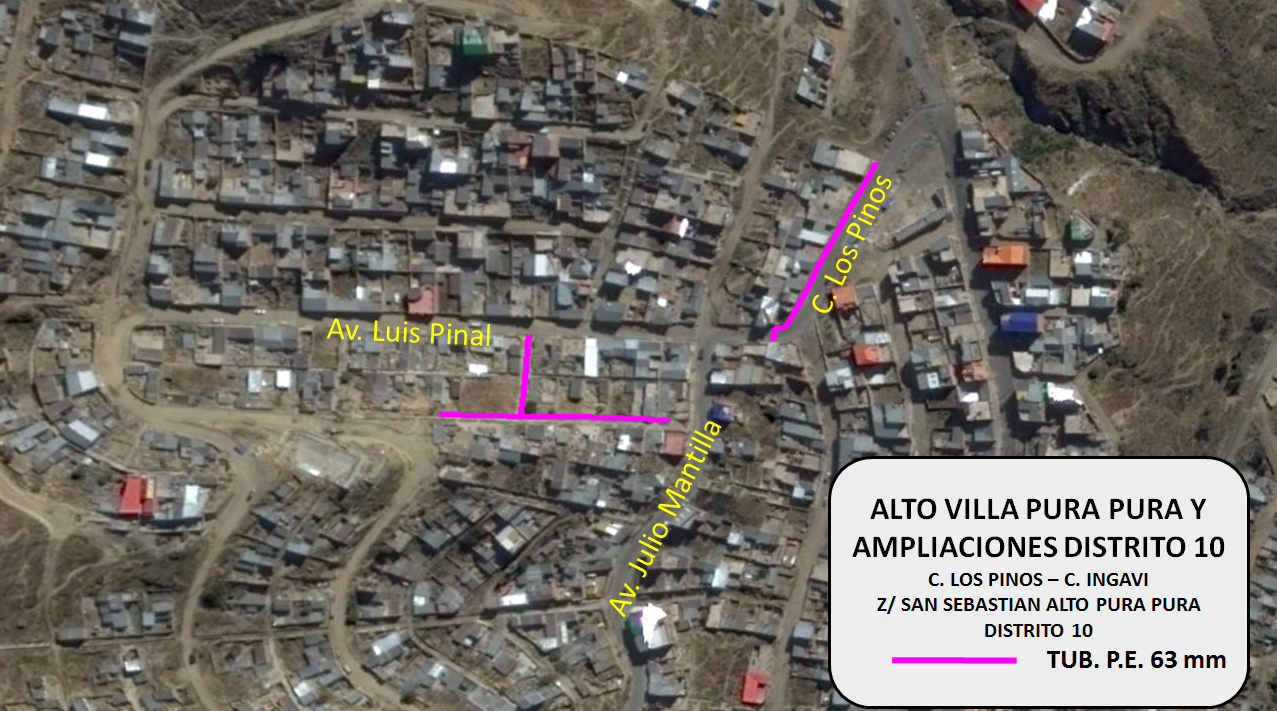 C. Los Pinos
Av. Luis Pinal
Av. Julio Mantilla
ALTO VILLA PURA PURA Y
AMPLIACIONES DISTRITO 10
C. LOS PINOS – C. INGAVI
Z/ SAN SEBASTIAN ALTO PURA PURA
DISTRITO 10
TUB. P.E. 63 mm